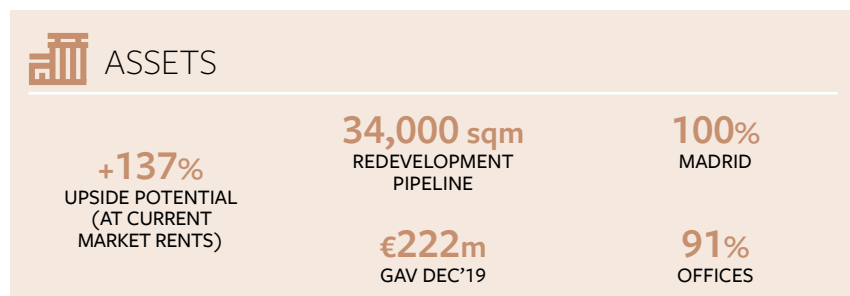 ASSETS
+137%
UPSIDE POTENTIAL
(AT CURRENT
MARKET RENTS)
34,000 sqm
REDEVELOPMENT
PIPELINE
€222m
GAV DEC’19
100%
MADRID
91%
OFFICES